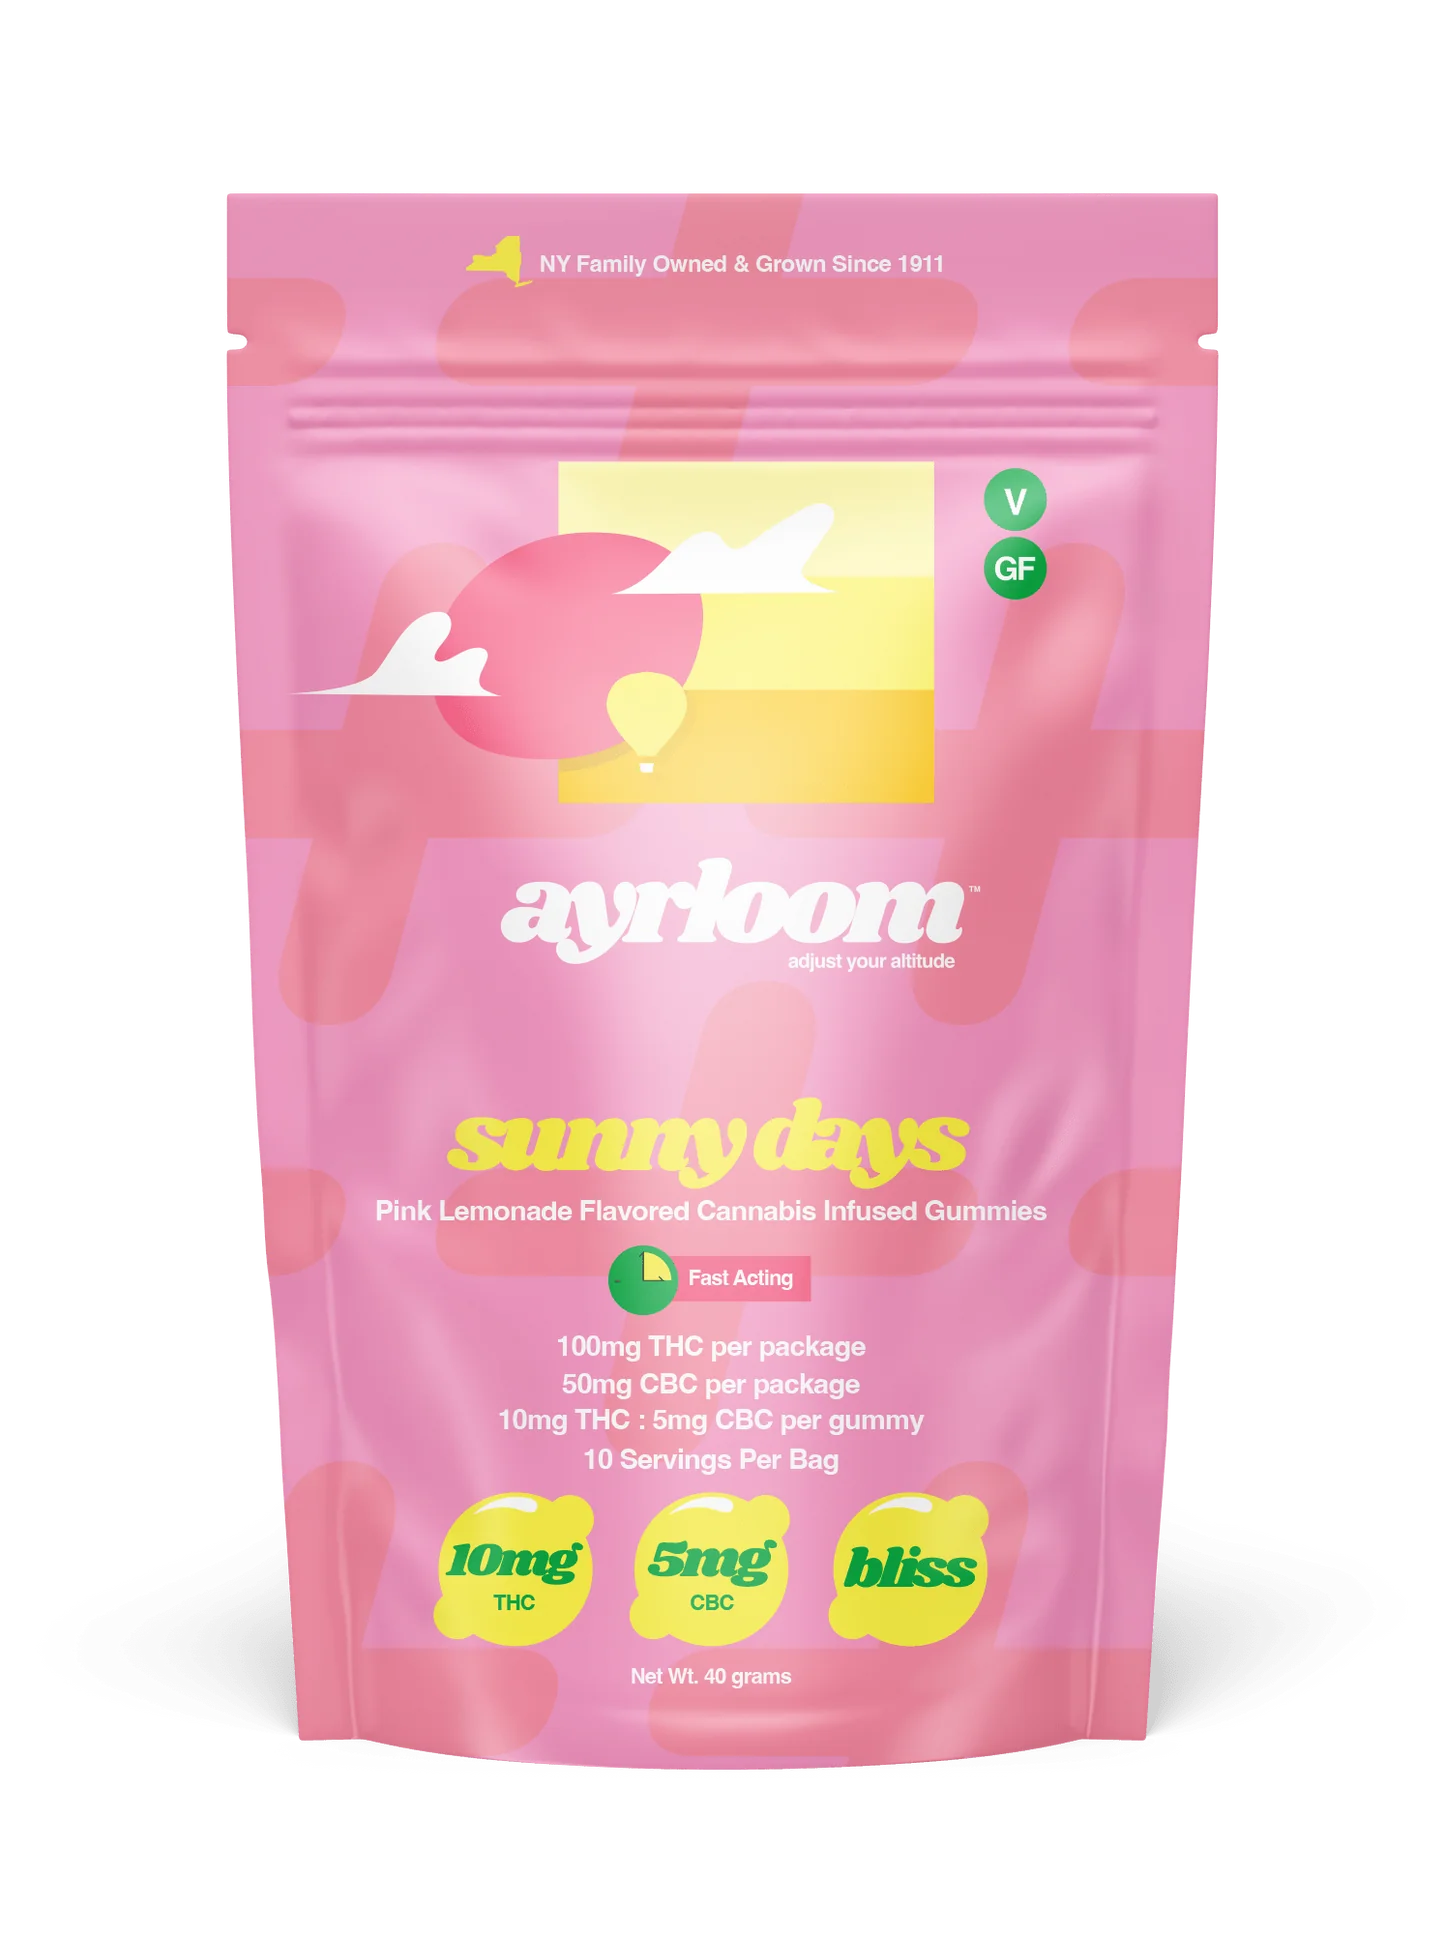 NY Family Owned & Grown Since 1911
V
GF
ayrloom™
adjust your altitude
sunny days
Pink Lemonade Flavored Cannabis Infused Gummies
Fast Acting
100mg THC per package
50mg CBC per package
10mg THC : 5mg CBC per gummy
10 Servings Per Bag
10mg
THC
5mg
CBC
bliss
Net Wt. 40 grams